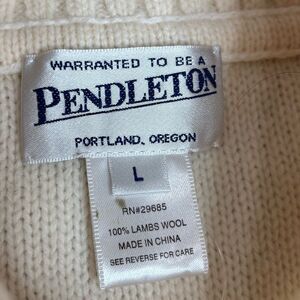 WARRANTED TO BE A
PENDLETON
PORTLAND, OREGON
L
RN#29685
100% LAMBS WOOL
MADE IN CHINA
SEE REVERSE FOR CARE